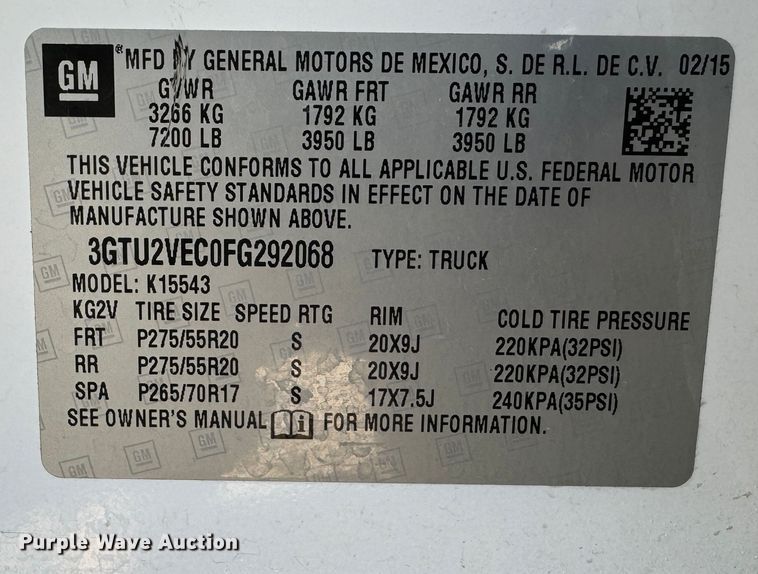 GM ® MFD BY GENERAL MOTORS DE MEXICO, S. DE R.L. DE C.V. 02/15
GVWR GAWR FRT GAWR RR
3266 KG 1792 KG 1792 KG
7200 LB 3950 LB 3950 LB
THIS VEHICLE CONFORMS TO ALL APPLICABLE U.S. FEDERAL MOTOR
VEHICLE SAFETY STANDARDS IN EFFECT ON THE DATE OF
MANUFACTURE SHOWN ABOVE.
3GTU2VEC0FG292068 TYPE: TRUCK
MODEL: K15543
KG2V TIRE SIZE SPEED RTG RIM COLD TIRE PRESSURE
FRT P275/55R20 S 20X9J 220KPA(32PSI)
RR P275/55R20 S 20X9J 220KPA(32PSI)
SPA P265/70R17 S 17X7.5J 240KPA(35PSI)
SEE OWNER'S MANUAL i FOR MORE INFORMATION.
Purple Wave Auction